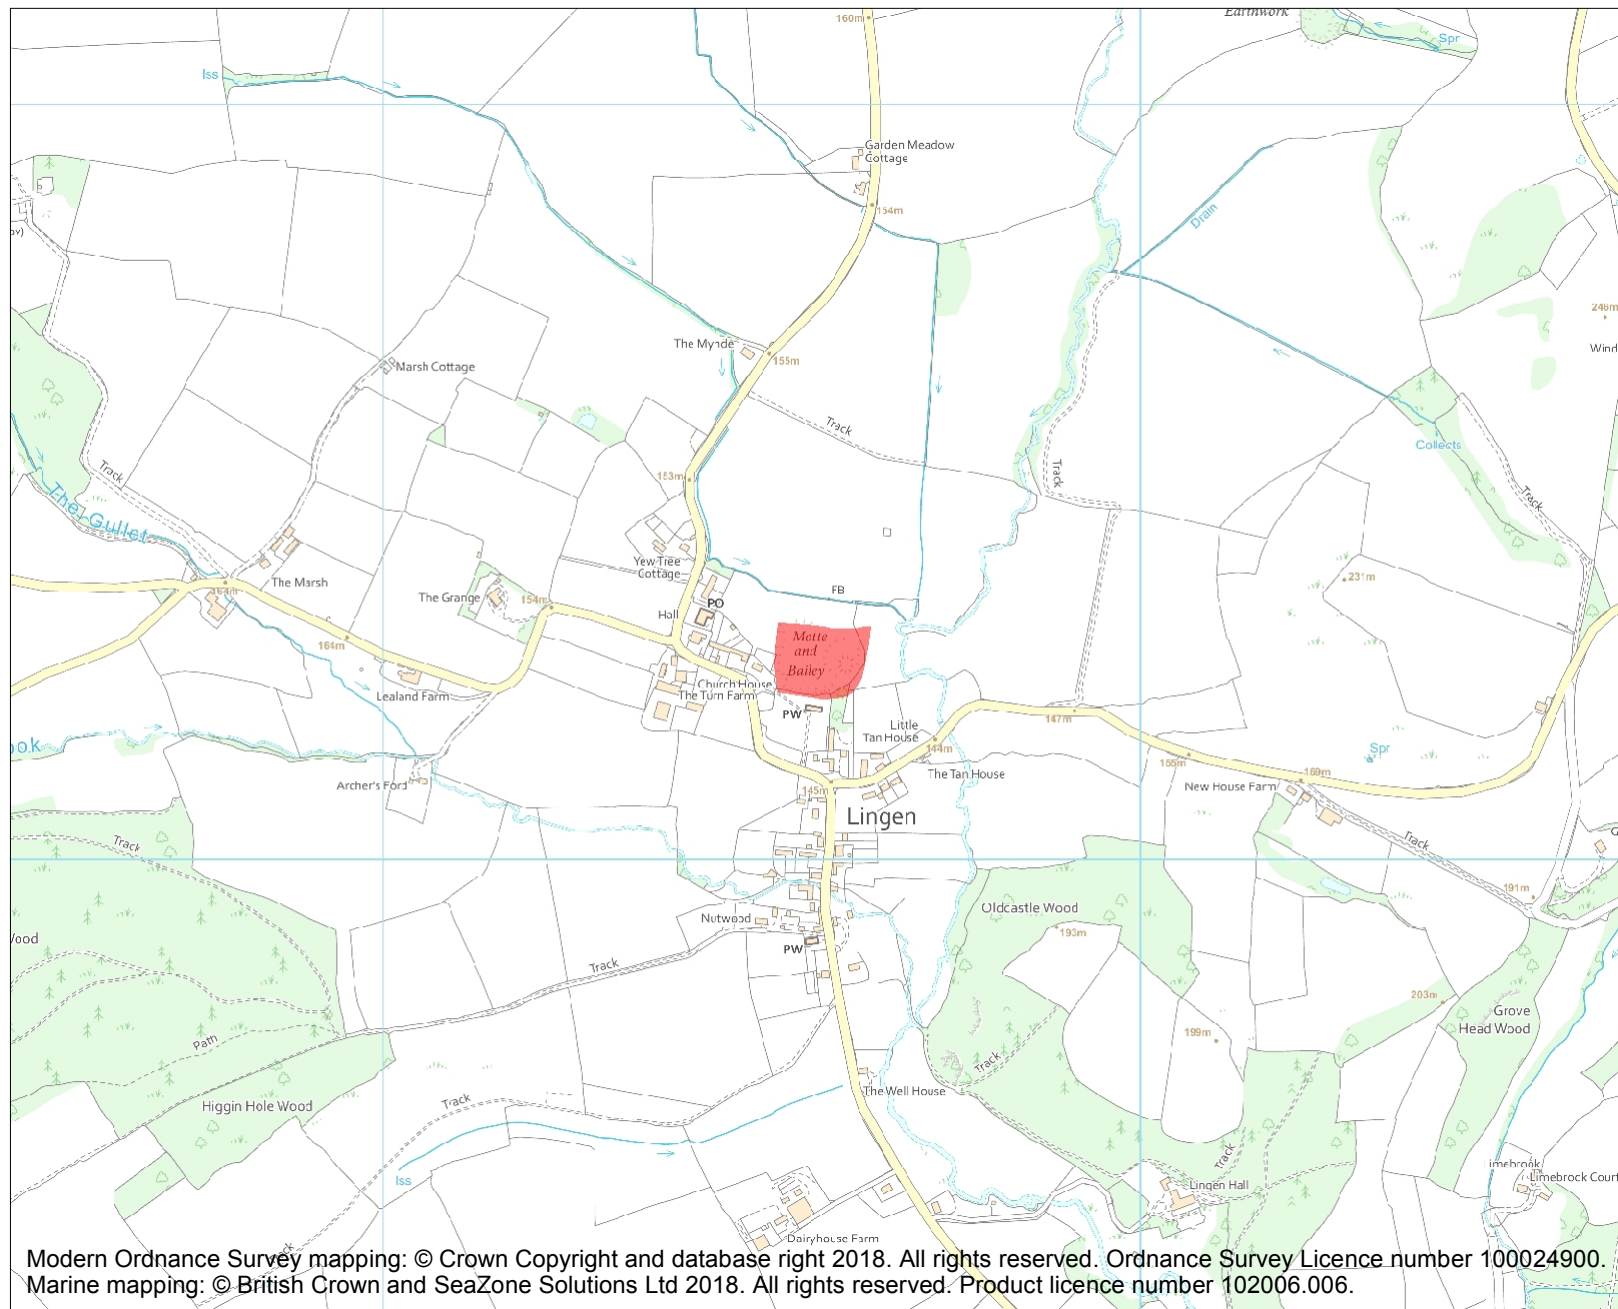 160m
Earthwork
Spr
Iss
Garden Meadow
Cottage
154m
Drain
246m
Wind
The Mynde
155m
Marsh Cottage
Track
Collects
Track
Track
153m
Track
The Gullet
Yew Tree
Cottage
FB
231m
The Marsh
164m
The Grange
154m
PO
Hall
Motte
and
Bailey
164m
Church House
The Turn Farm
Lealand Farm
PW
Little
Tan House
147m
144m
ook
Spr
155m
169m
The Tan House
New House Farm
Archer's Ford
145m
Lingen
Track
Track
191m
Oldcastle Wood
193m
Nutwood
PW
Track
203m
Grove
Head Wood
199m
Path
Track
The Well House
Higgin Hole Wood
Track
Track
Iss
Lingen Hall
Limebrook Court
Dairyhouse Farm
Track
Modern Ordnance Survey mapping: © Crown Copyright and database right 2018. All rights reserved. Ordnance Survey Licence number 100024900.
Marine mapping: © British Crown and SeaZone Solutions Ltd 2018. All rights reserved. Product licence number 102006.006.